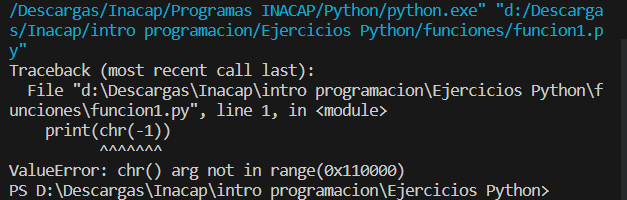 /Descargas/Inacap/Programas INACAP/Python/python.exe" "d:/Descarga
s/Inacap/intro programacion/Ejercicios Python/funciones/funcion1.p
y"
Traceback (most recent call last):
  File "d:\Descargas\Inacap\intro programacion\Ejercicios Python\f
unciones\funcion1.py", line 1, in <module>
    print(chr(-1))
          ^^^^^^^
ValueError: chr() arg not in range(0x110000)
PS D:\Descargas\Inacap\intro programacion\Ejercicios Python>